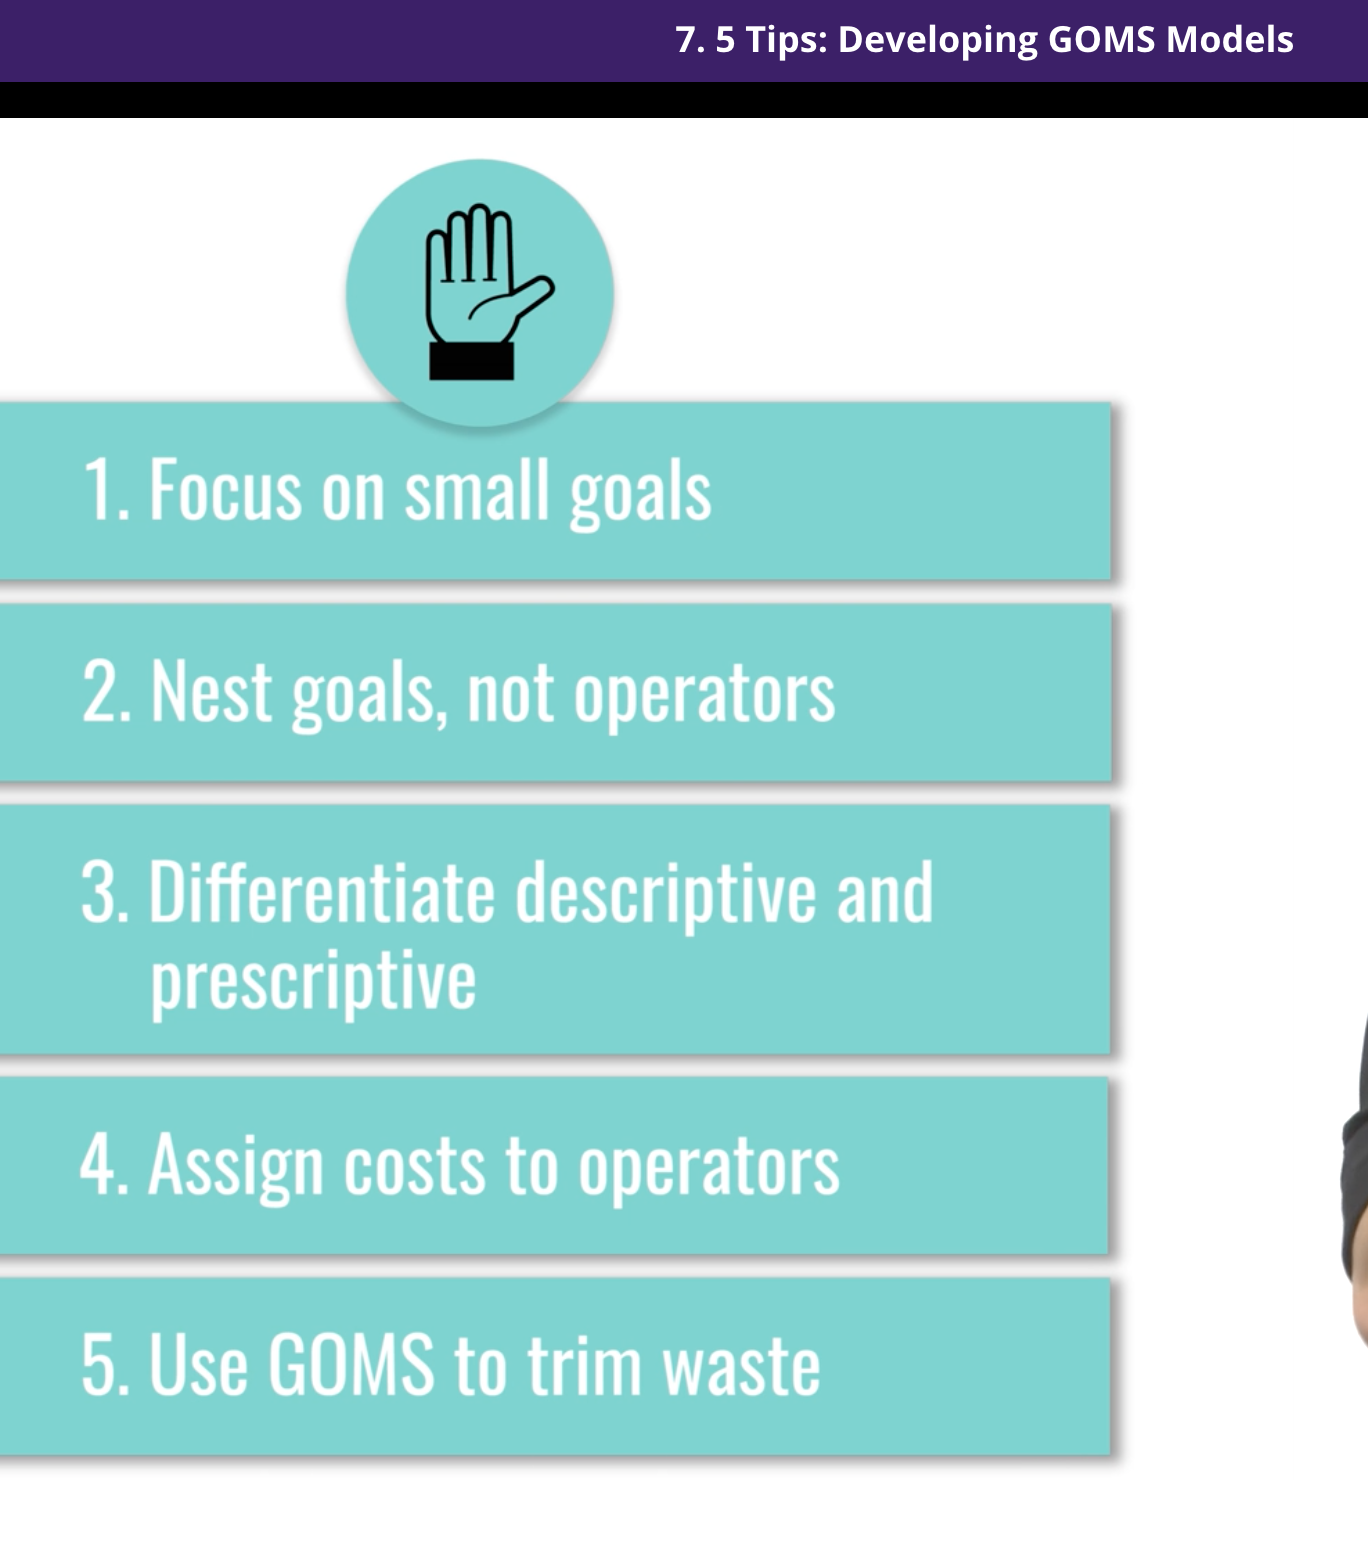 7. 5 Tips: Developing GOMS Models
1. Focus on small goals
2. Nest goals, not operators
3. Differentiate descriptive and
prescriptive
4. Assign costs to operators
5. Use GOMS to trim waste